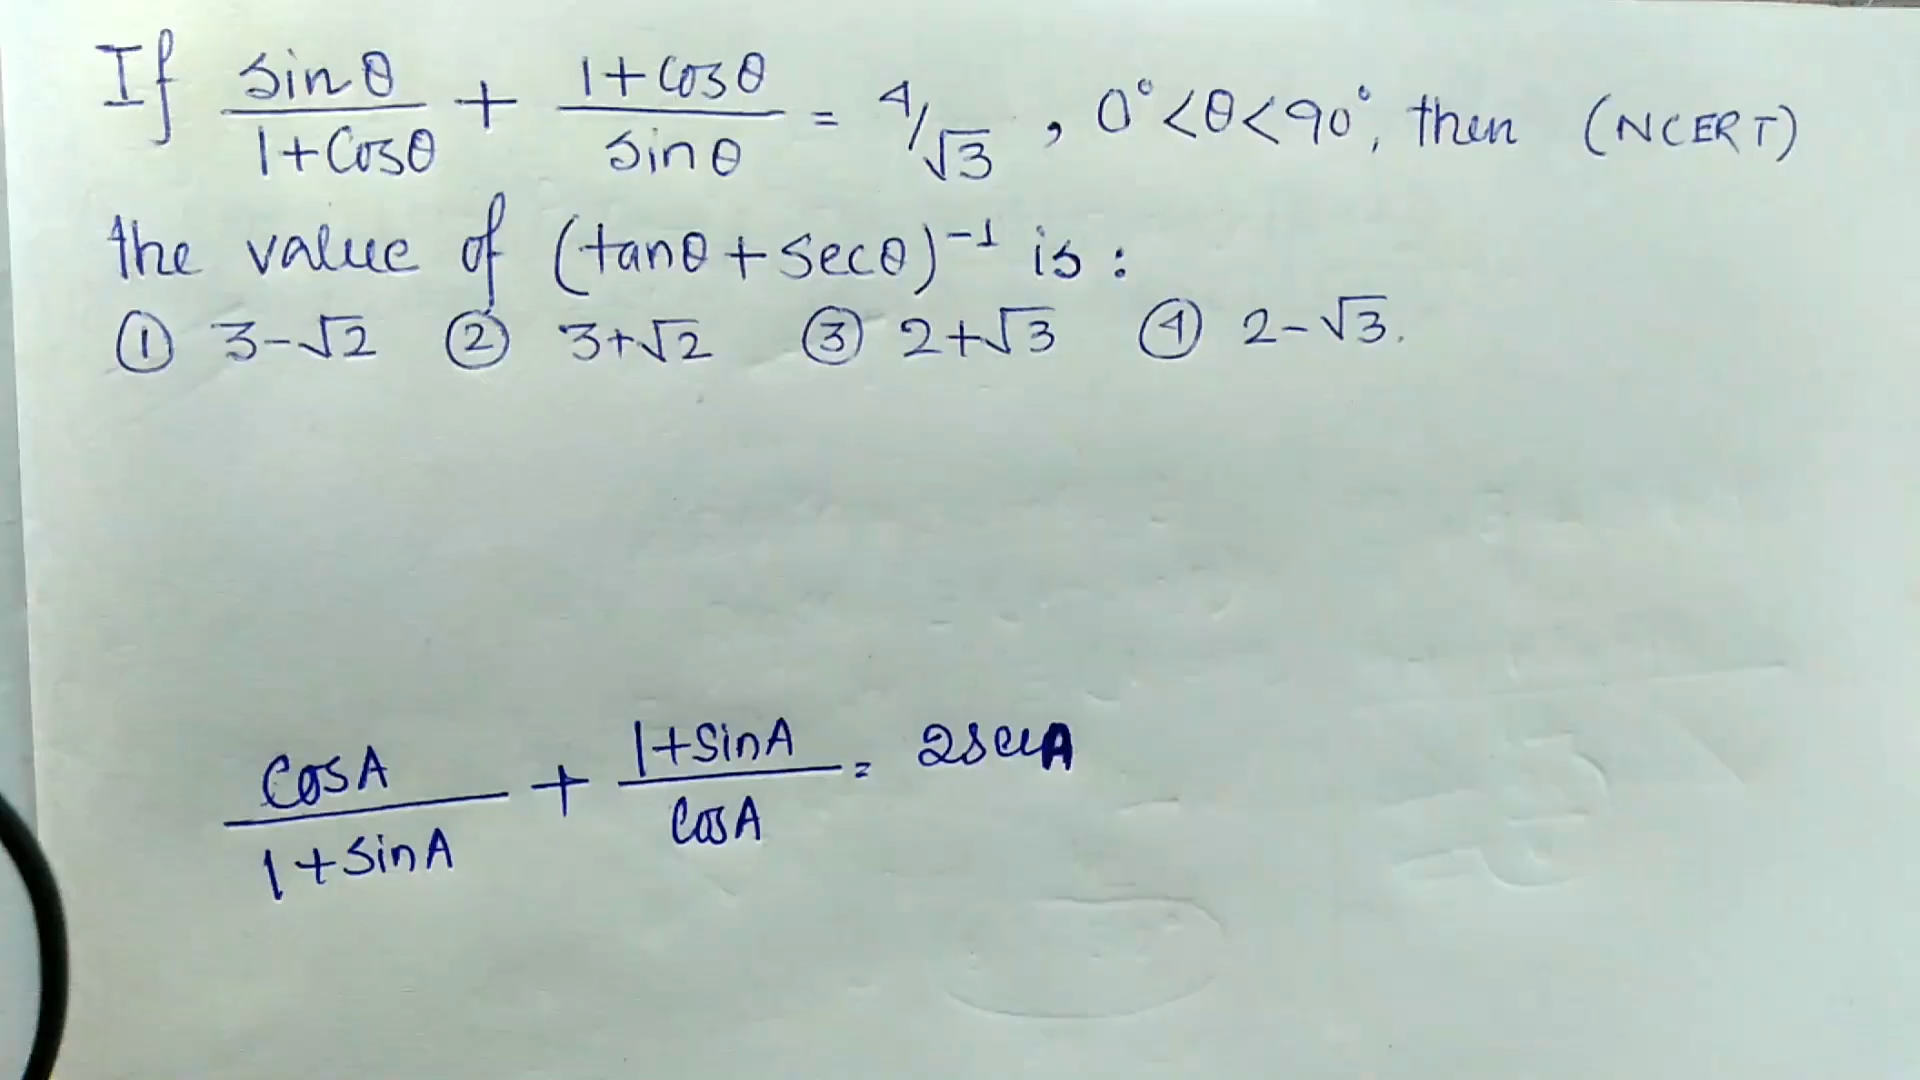 If sinθ/1+Cosθ + 1+cosθ/sinθ = 4/√3, 0°<θ<90°, then (NCERT)
the value of (tanθ+secθ)⁻¹ is :
① 3-√2 ② 3+√2 ③ 2+√3 ④ 2-√3.
CosA/1+sinA + 1+sinA/CosA = 2secA